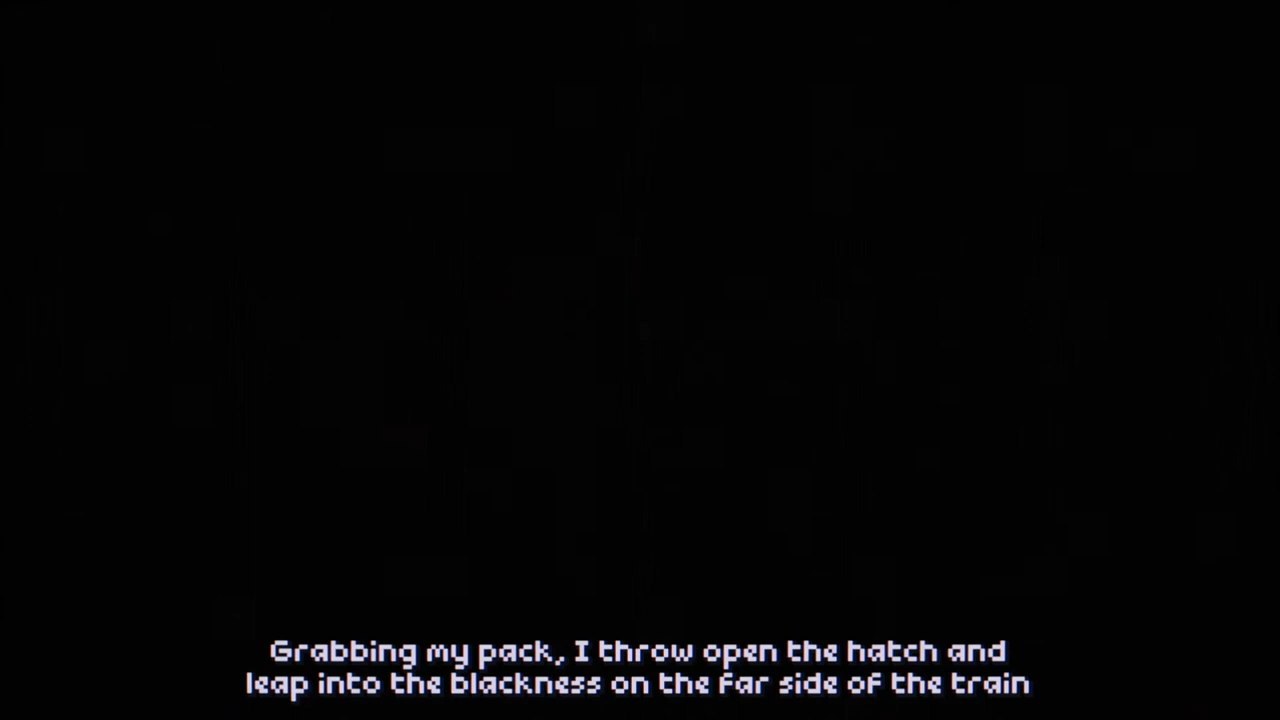 Grabbing my pack, I throw open the hatch and
leap into the blackness on the far side of the train